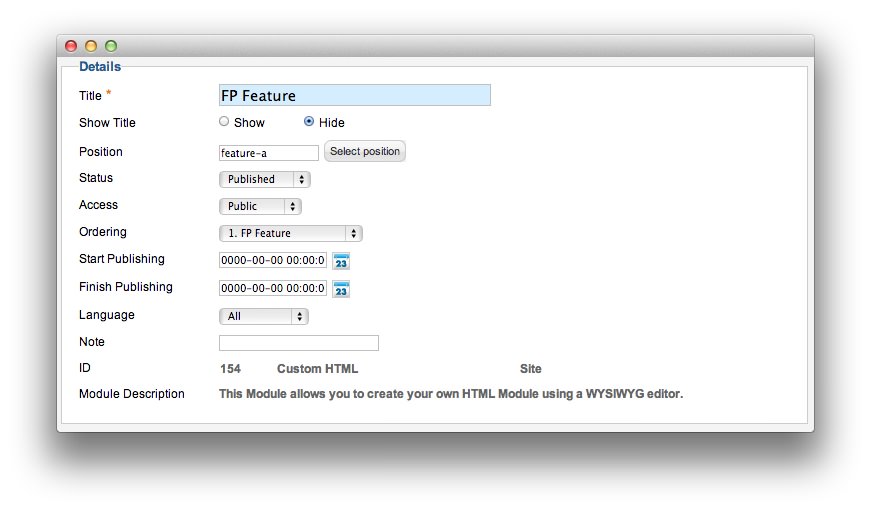 Details
Title * FP Feature
Show Title Show Hide
Position feature-a Select position
Status Published
Access Public
Ordering 1. FP Feature
Start Publishing 0000-00-00 00:00:0 23
Finish Publishing 0000-00-00 00:00:0 23
Language All
Note
ID 154 Custom HTML Site
Module Description This Module allows you to create your own HTML Module using a WYSIWYG editor.